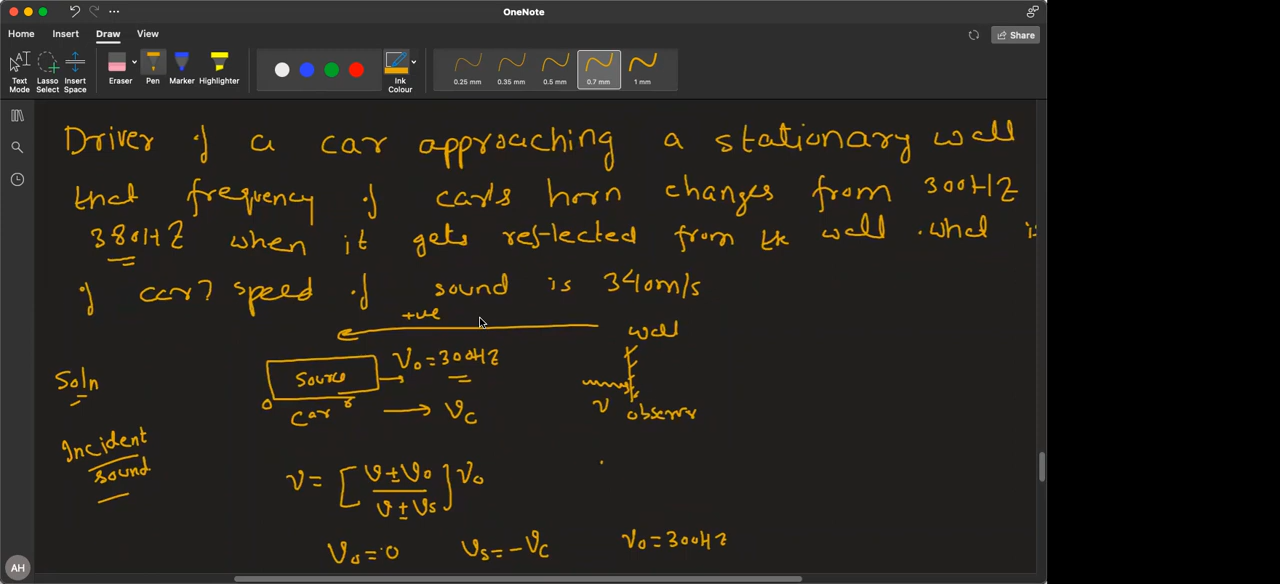 OneNote
Home Insert Draw View
Share
Text Mode
Lasso Select
Insert Space
Eraser
Pen
Marker
Highlighter
Ink Colour
0.25 mm
0.35 mm
0.5 mm
0.7 mm
1 mm
Driver of a car approaching a stationary wall
that frequency of car's horn changes from 300HZ
380HZ when it gets reflected from the wall . what is
of car? speed of sound is 340m/s
+ve
wall
Source
ν₀ = 300HZ
Soln
Car → V_C
ν observer
Incident sound
ν = [ (V ± V₀) / (V ± V_S) ] ν₀
V₀ = 0 V_S = -V_C ν₀ = 300HZ
AH